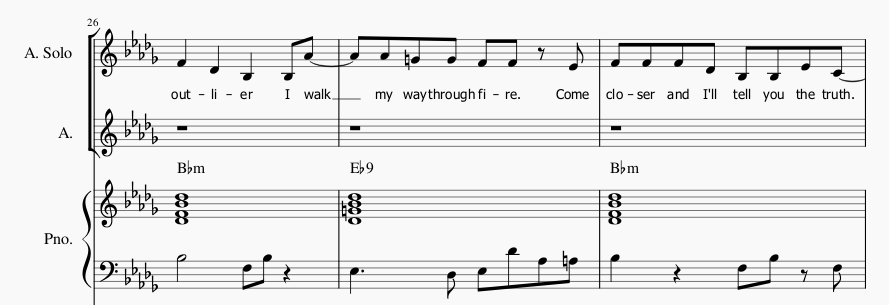 26
A. Solo
out – li – er I walk my way through fi – re. Come clo – ser and I'll tell you the truth.
A.
B♭m E♭9 B♭m
Pno.